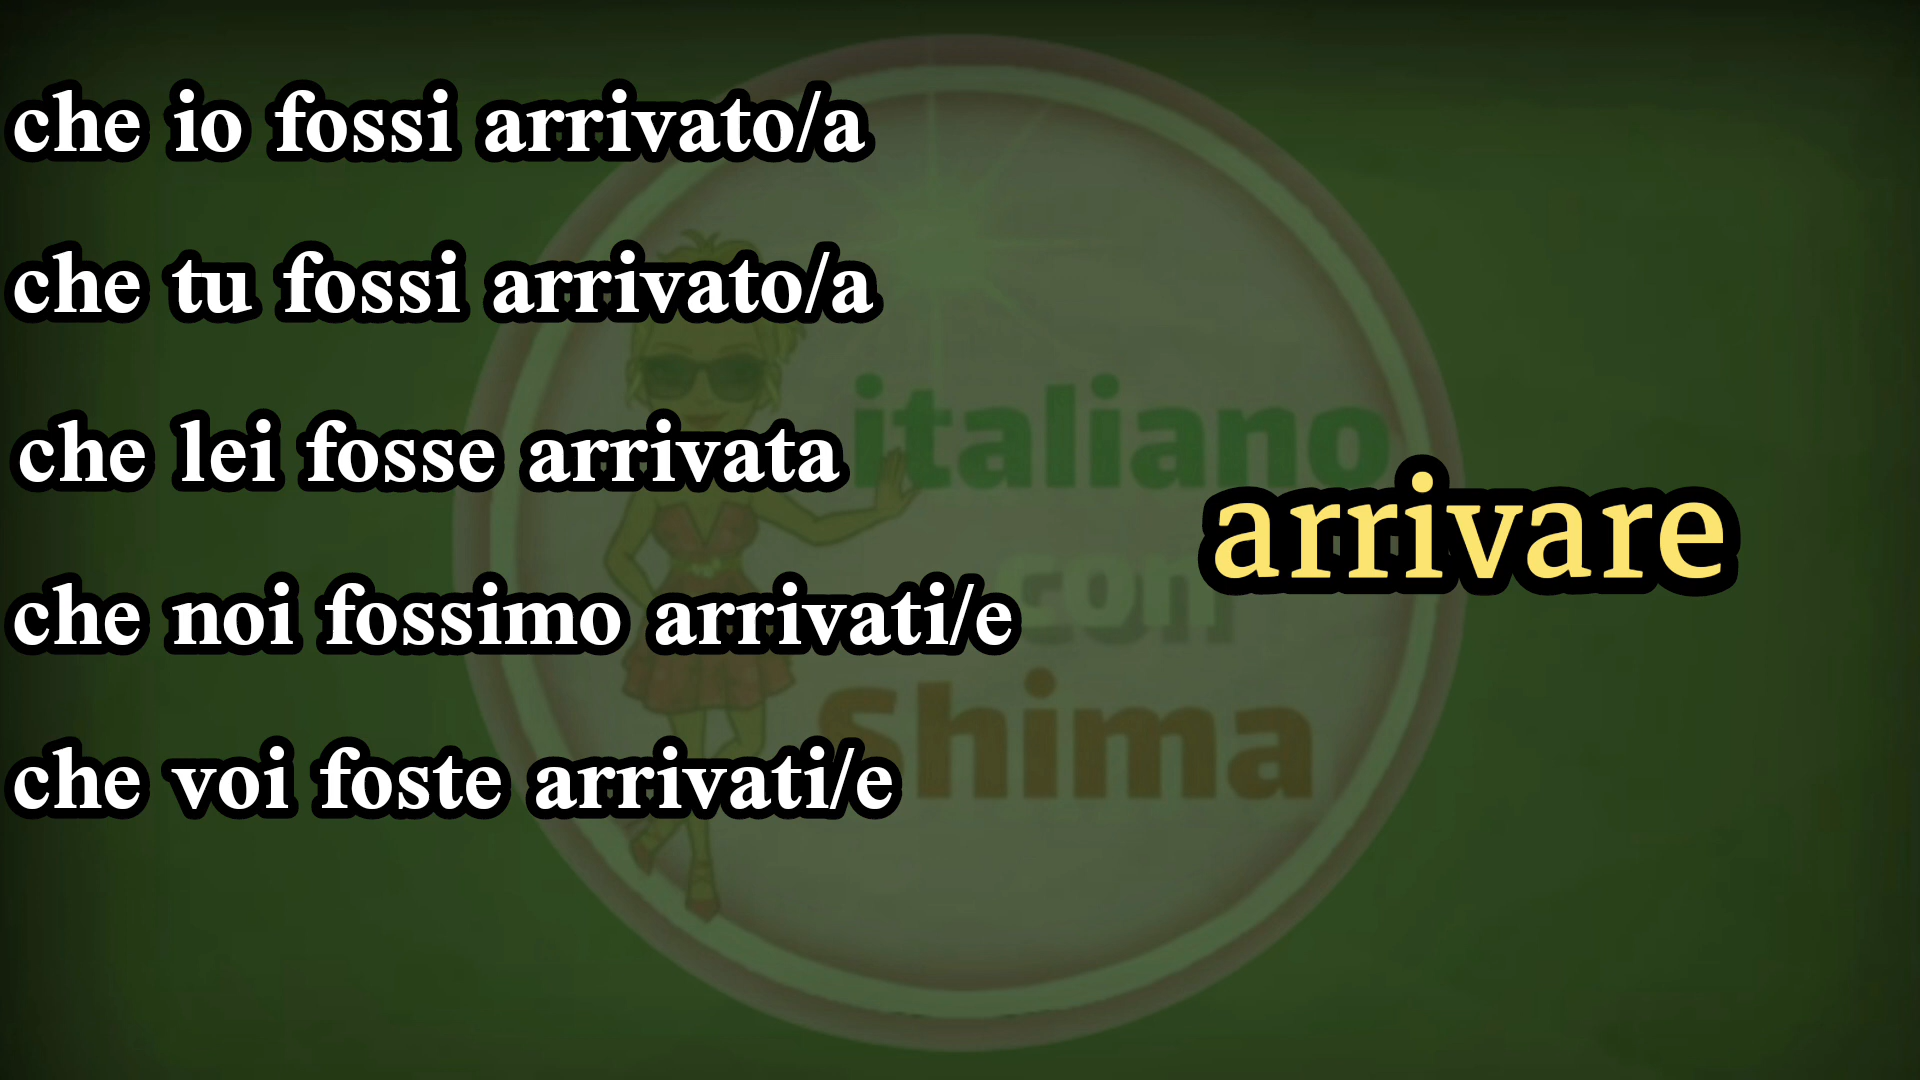 che io fossi arrivato/a
che tu fossi arrivato/a
che lei fosse arrivata
che noi fossimo arrivati/e
che voi foste arrivati/e
arrivare
italiano
con
Shima